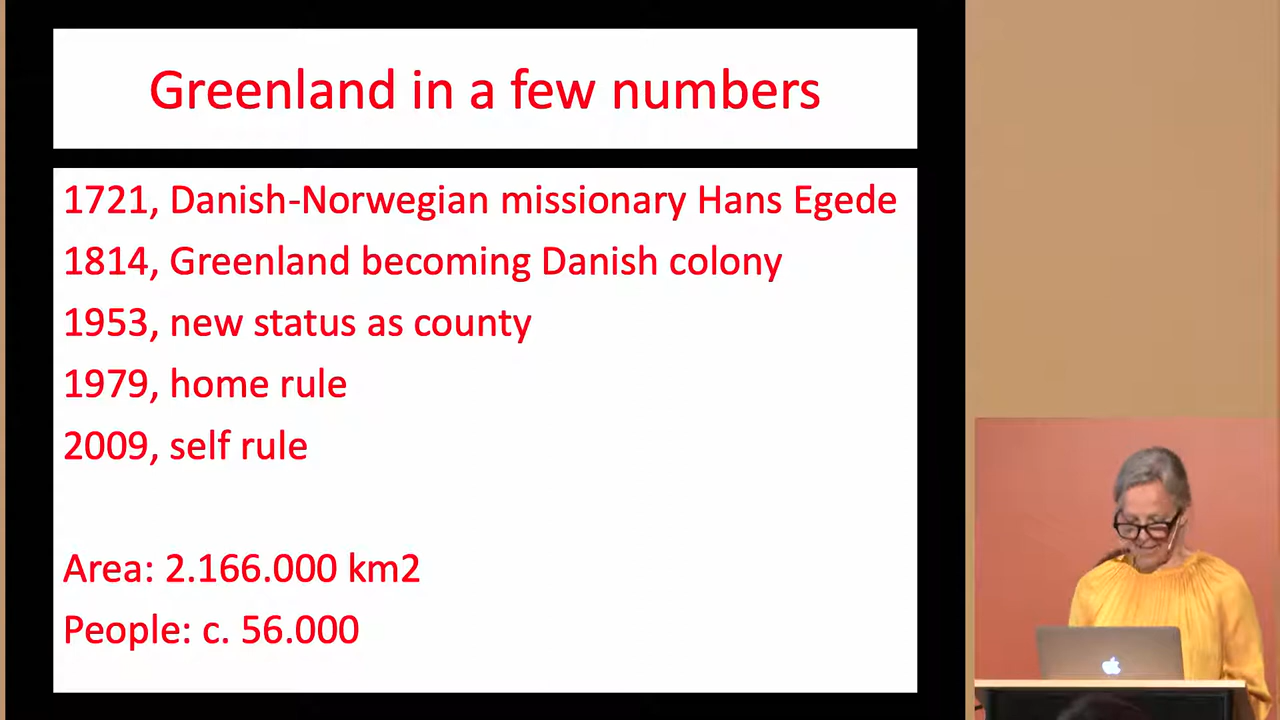 Greenland in a few numbers
1721, Danish-Norwegian missionary Hans Egede
1814, Greenland becoming Danish colony
1953, new status as county
1979, home rule
2009, self rule
Area: 2.166.000 km2
People: c. 56.000